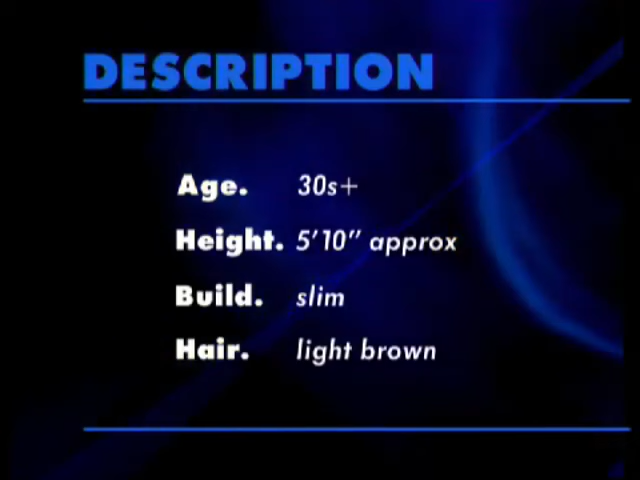 DESCRIPTION
Age. 30s+
Height. 5'10" approx
Build. slim
Hair. light brown